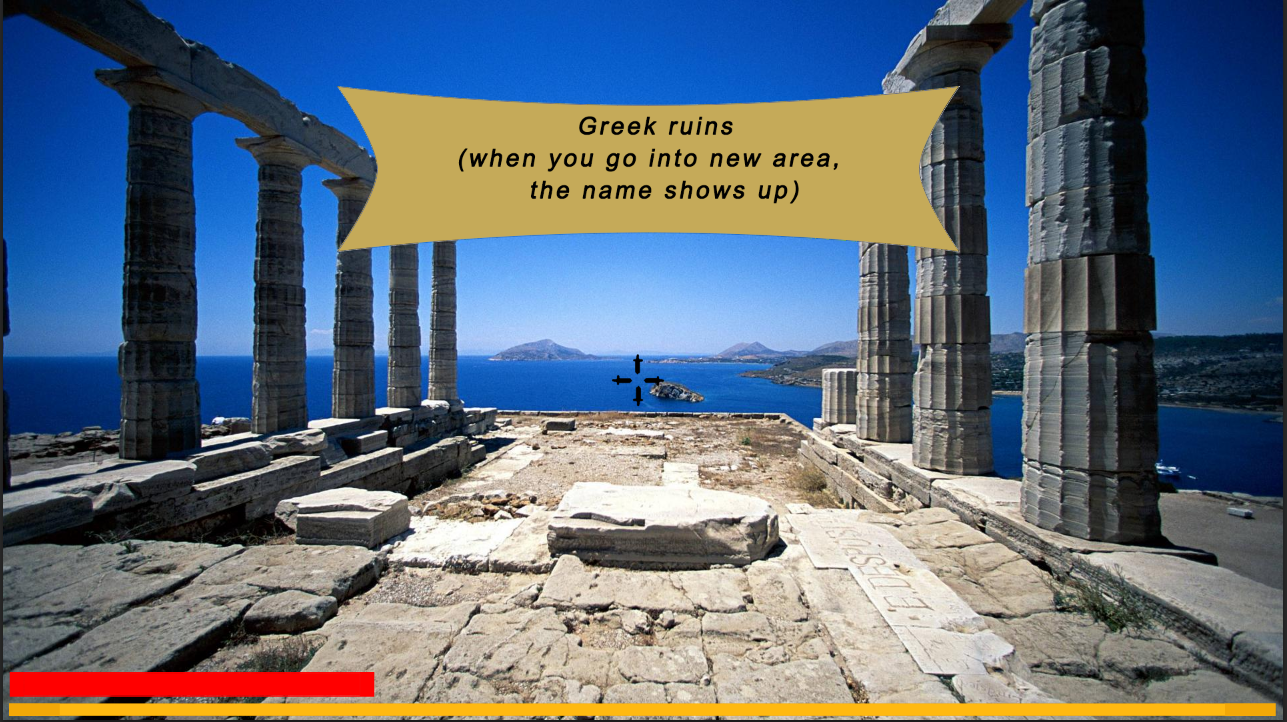 Greek ruins
(when you go into new area,
the name shows up)